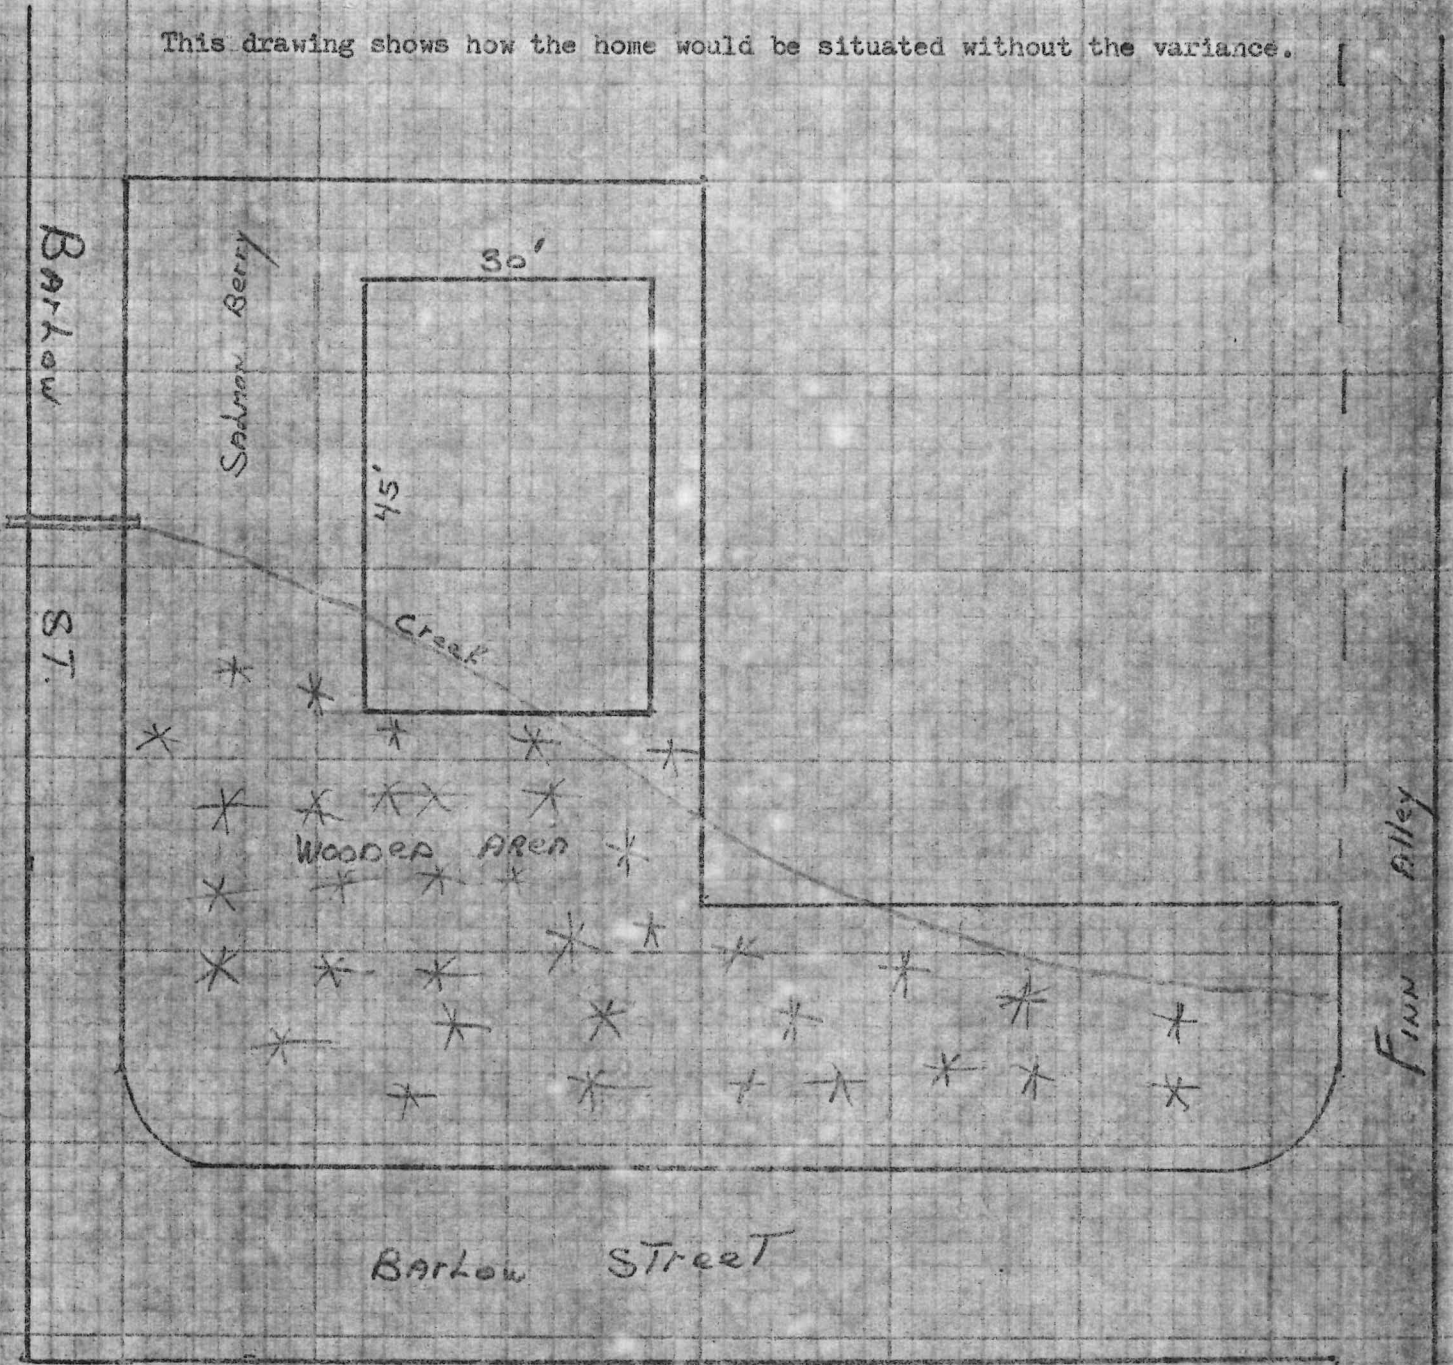 This drawing shows how the home would be situated without the variance.
Barlow
St.
Salmon Berry
30'
45'
Creek
Wooded Area
Finn Alley
Barlow Street